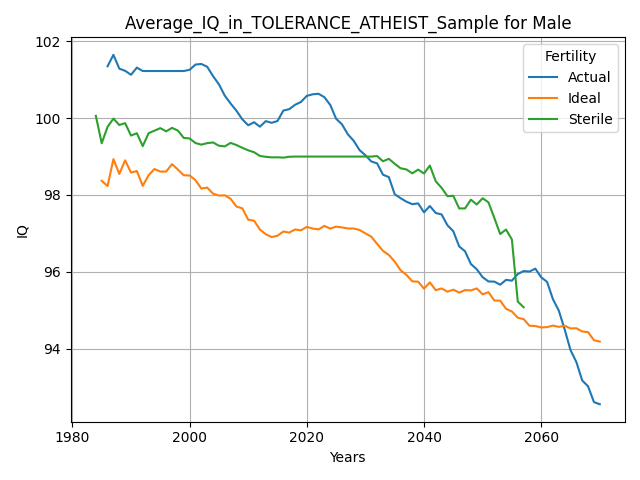 Average_IQ_in_TOLERANCE_ATHEIST_Sample for Male
102
100
98
96
94
IQ
1980
2000
2020
2040
2060
Years
Fertility
Actual
Ideal
Sterile